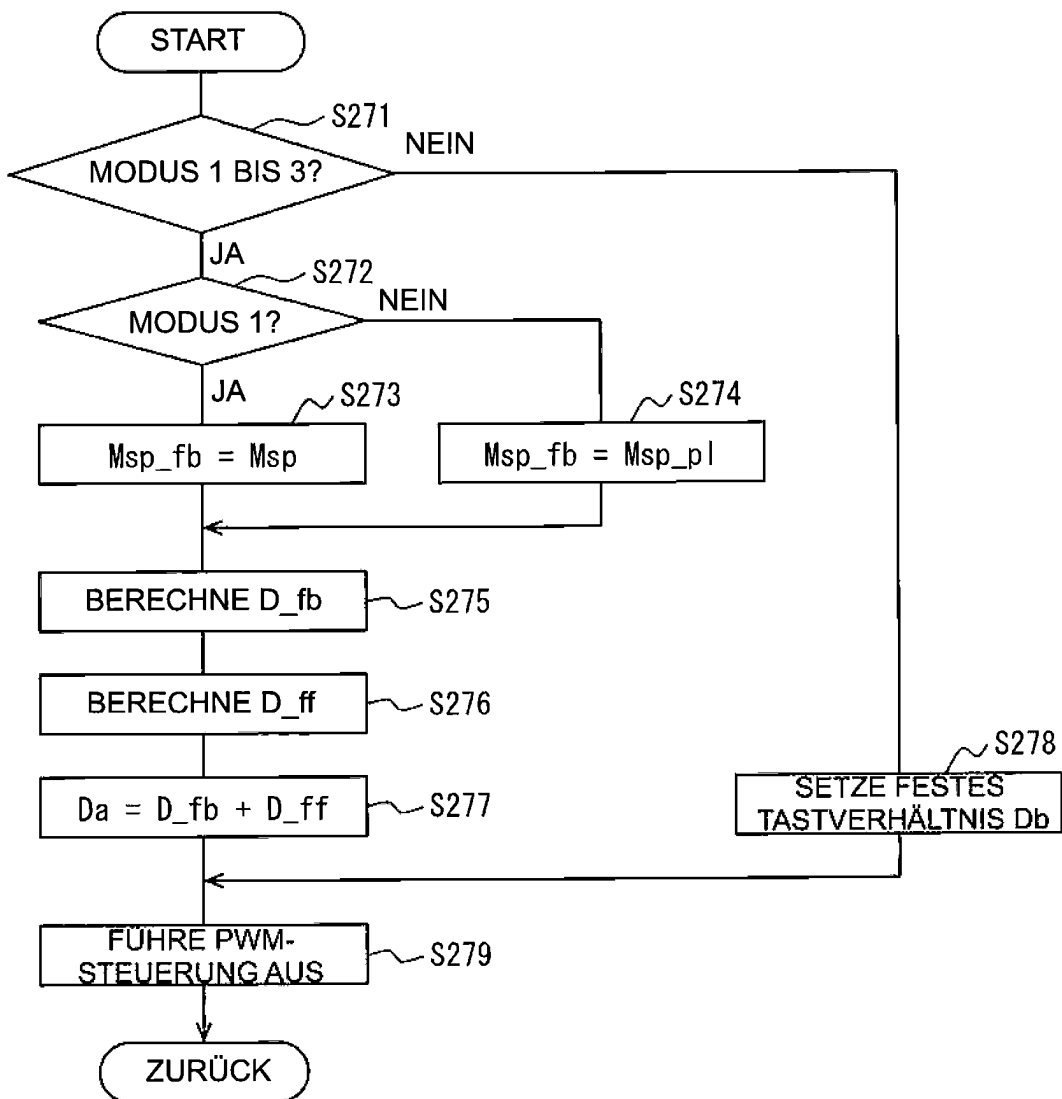 START
S271
NEIN
MODUS 1 BIS 3?
JA
S272
NEIN
MODUS 1?
JA
S273
S274
Msp_fb = Msp
Msp_fb = Msp_pl
BERECHNE D_fb
S275
BERECHNE D_ff
S276
S278
Da = D_fb + D_ff
S277
SETZE FESTES
TASTVERHÄLTNIS Db
FÜHRE PWM-
STEUERUNG AUS
S279
ZURÜCK